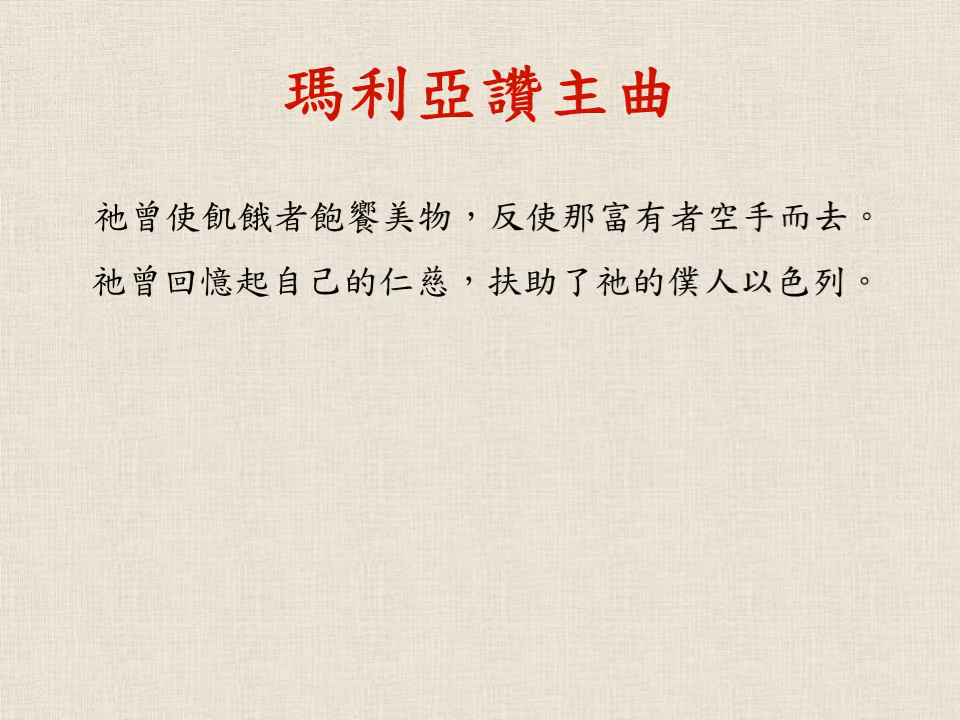 瑪利亞讚主曲
祂曾使飢餓者飽饗美物，反使那富有者空手而去。
祂曾回憶起自己的仁慈，扶助了祂的僕人以色列。